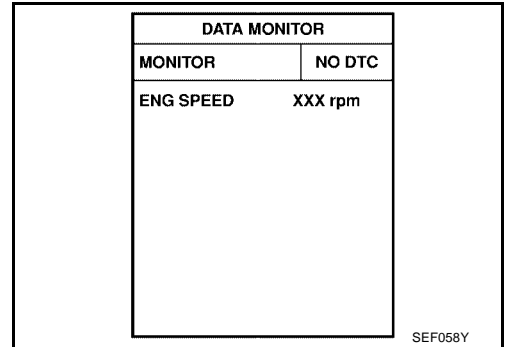 DATA MONITOR
MONITOR NO DTC
ENG SPEED XXX rpm
SEF058Y